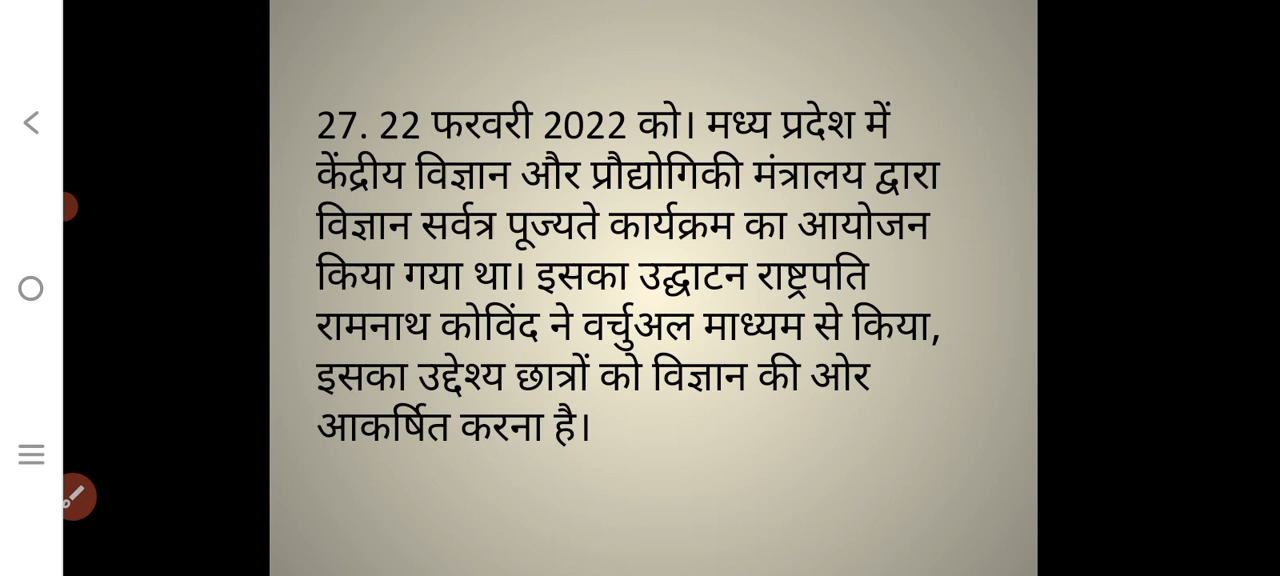 27. 22 फरवरी 2022 को। मध्य प्रदेश में
केंद्रीय विज्ञान और प्रौद्योगिकी मंत्रालय द्वारा
विज्ञान सर्वत्र पूज्यते कार्यक्रम का आयोजन
किया गया था। इसका उद्घाटन राष्ट्रपति
रामनाथ कोविंद ने वर्चुअल माध्यम से किया,
इसका उद्देश्य छात्रों को विज्ञान की ओर
आकर्षित करना है।